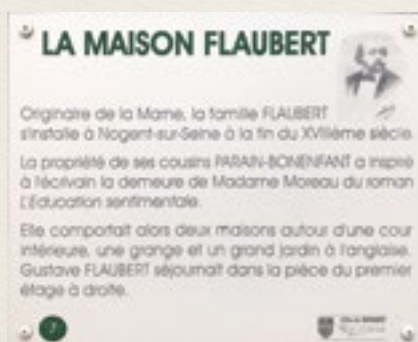 LA MAISON FLAUBERT
Originaire de la Marne, la famille FLAUBERT
s'installe à Nogent-sur-Seine à la fin du XVIIIème siècle.
La propriété de ses cousins PARAIN-BONENFANT a inspiré
à l'écrivain la demeure de Madame Moreau du roman
L'Education sentimentale.
Elle comportait alors deux maisons autour d'une cour
intérieure, une grange et un grand jardin à l'anglaise.
Gustave FLAUBERT séjournait dans la pièce du premier
étage à droite.
7